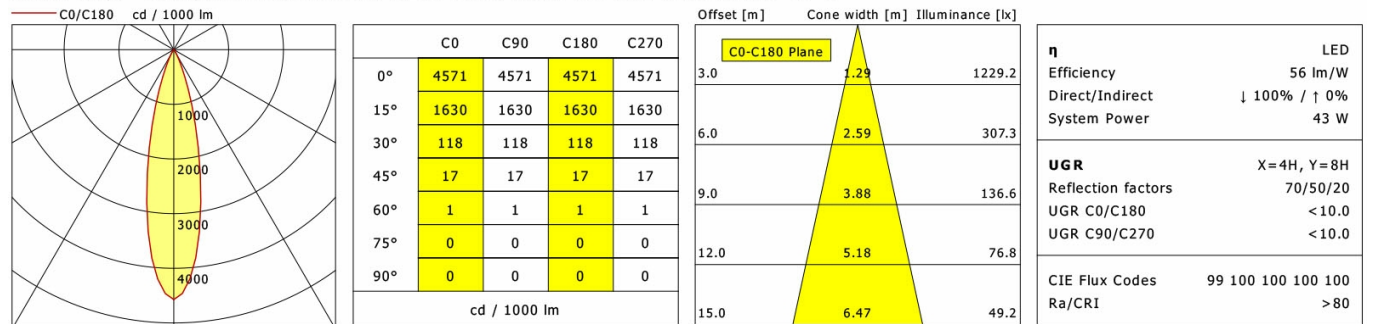 C0/C180 cd / 1000 lm
1000
2000
3000
4000
C0 C90 C180 C270
0° 4571 4571 4571 4571
15° 1630 1630 1630 1630
30° 118 118 118 118
45° 17 17 17 17
60° 1 1 1 1
75° 0 0 0 0
90° 0 0 0 0
cd / 1000 lm
Offset [m] Cone width [m] Illuminance [lx]
C0-C180 Plane
3.0 1.29 1229.2
6.0 2.59 307.3
9.0 3.88 136.6
12.0 5.18 76.8
15.0 6.47 49.2
η LED
Efficiency 56 lm/W
Direct/Indirect ↓ 100% / ↑ 0%
System Power 43 W
UGR X=4H, Y=8H
Reflection factors 70/50/20
UGR C0/C180 <10.0
UGR C90/C270 <10.0
CIE Flux Codes 99 100 100 100 100
Ra/CRI >80